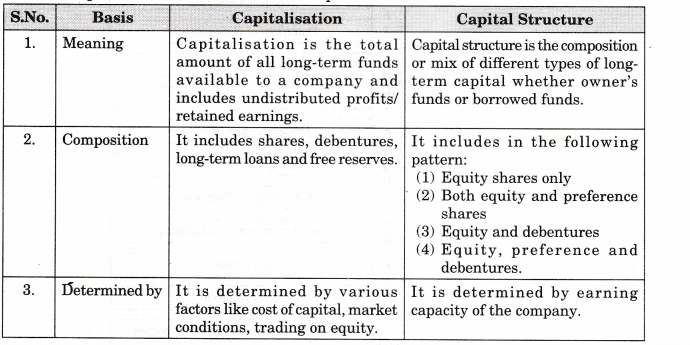 S.No. Basis Capitalisation Capital Structure
1. Meaning
Capitalisation is the total
amount of all long-term funds
available to a company and
includes undistributed profits/
retained earnings.
Capital structure is the composition
or mix of different types of long-
term capital whether owner's
funds or borrowed funds.
2. Composition
It includes shares, debentures,
long-term loans and free reserves.
It includes in the following
pattern:
(1) Equity shares only
(2) Both equity and preference
shares
(3) Equity and debentures
(4) Equity, preference and
debentures.
3. Determined by
It is determined by various
factors like cost of capital, market
conditions, trading on equity.
It is determined by earning
capacity of the company.